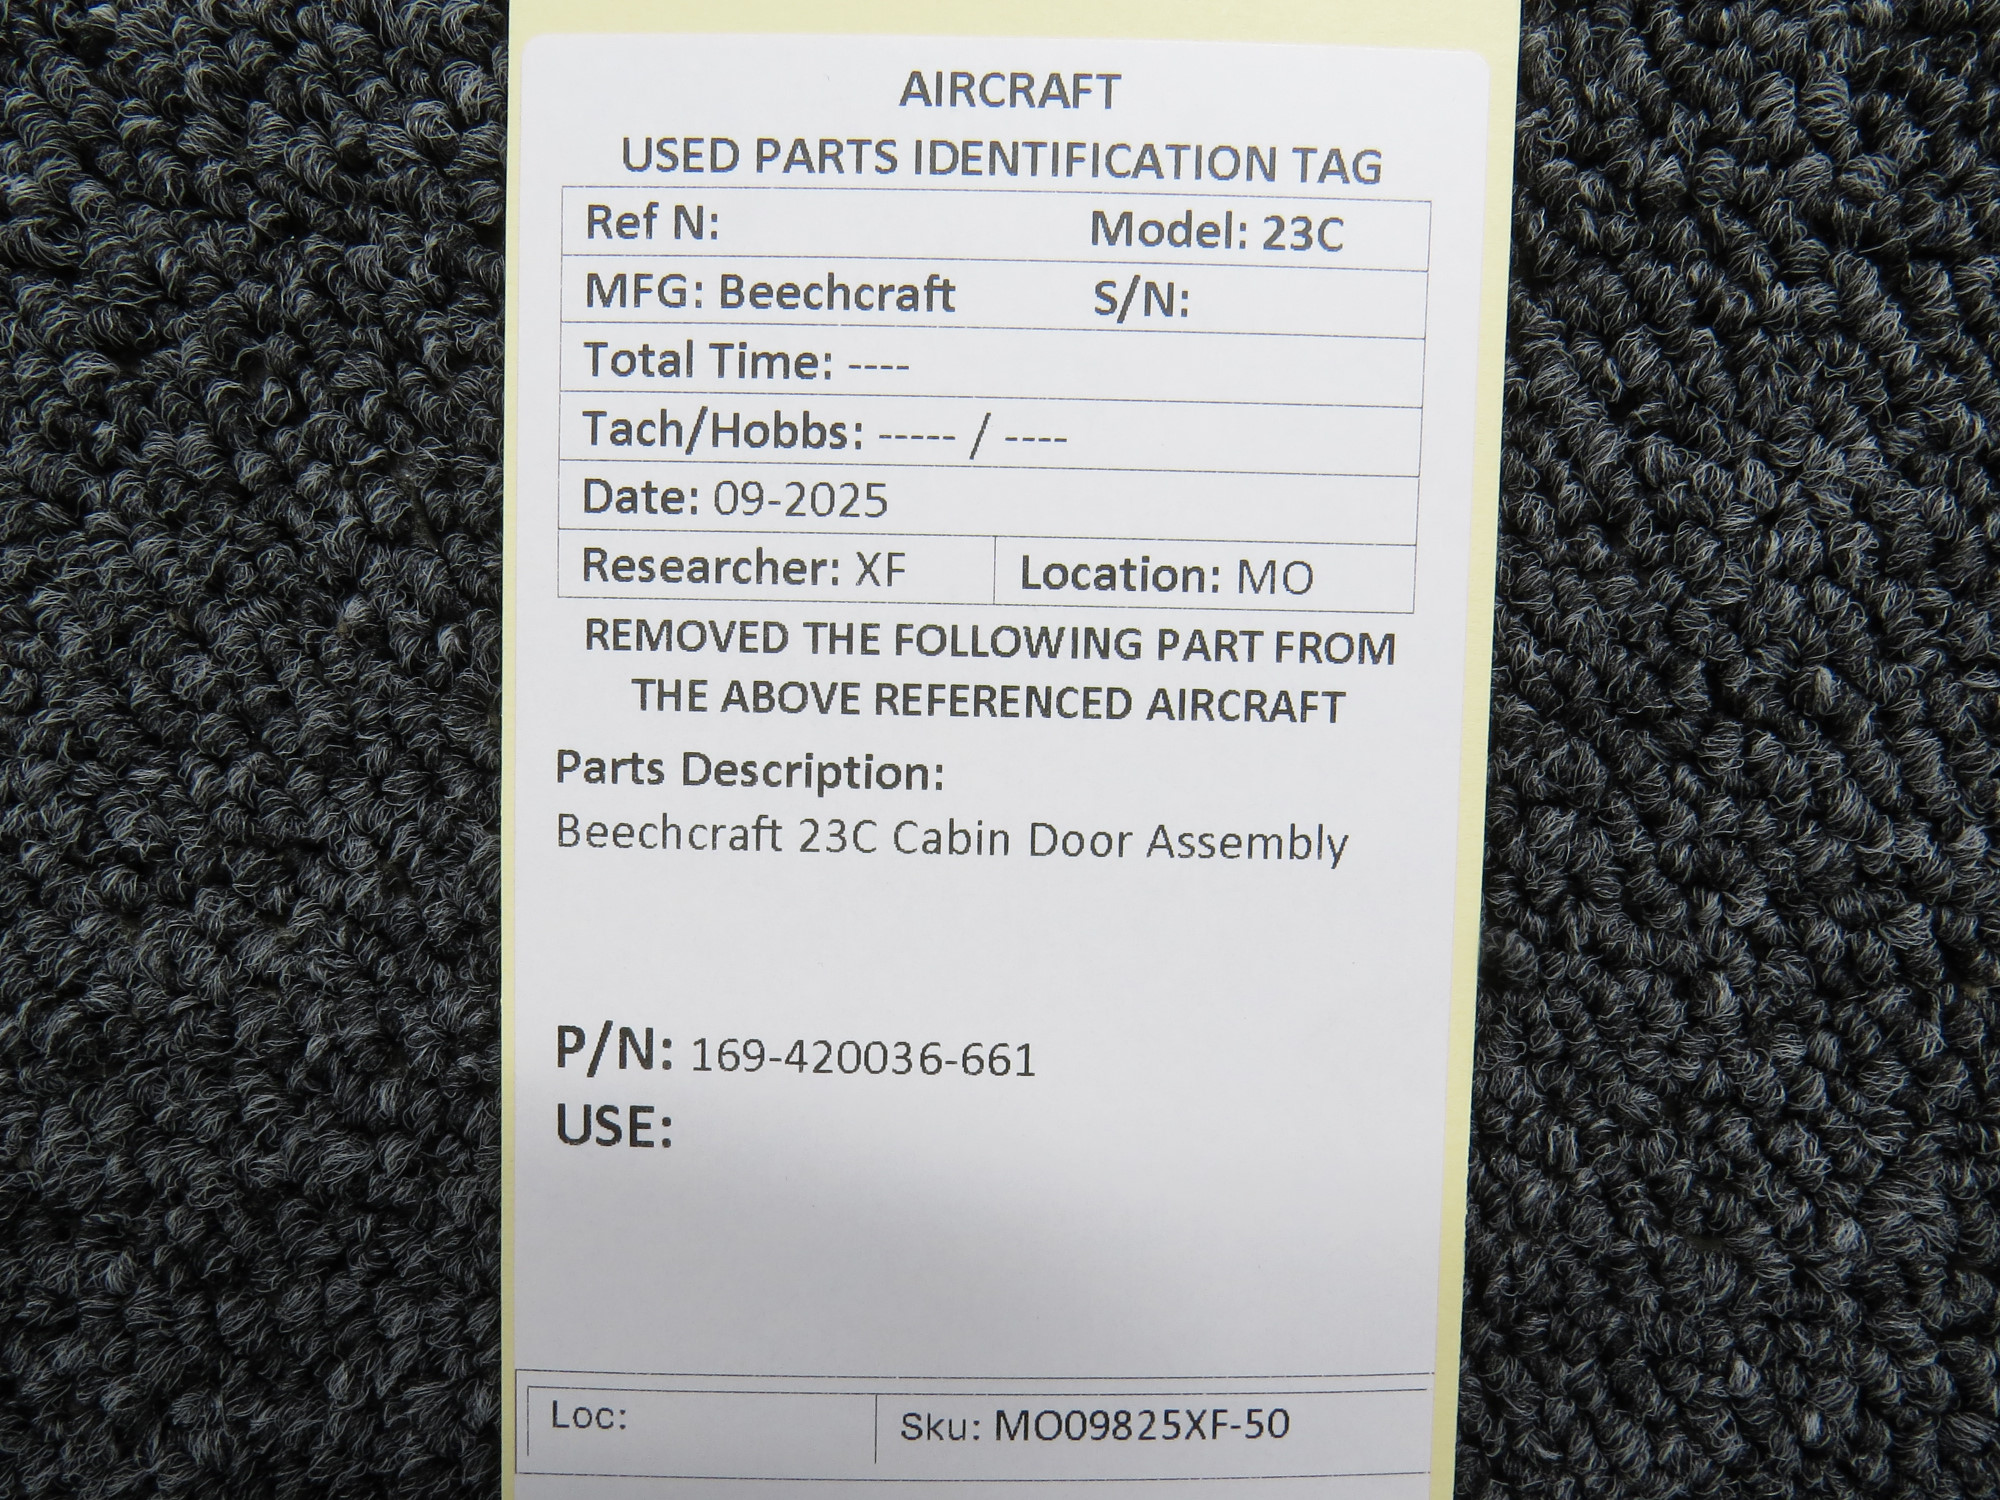 AIRCRAFT
USED PARTS IDENTIFICATION TAG
Ref N: Model: 23C
MFG: Beechcraft S/N:
Total Time: ----
Tach/Hobbs: ----- / ----
Date: 09-2025
Researcher: XF Location: MO
REMOVED THE FOLLOWING PART FROM
THE ABOVE REFERENCED AIRCRAFT
Parts Description:
Beechcraft 23C Cabin Door Assembly
P/N: 169-420036-661
USE:
Loc: Sku: MO09825XF-50